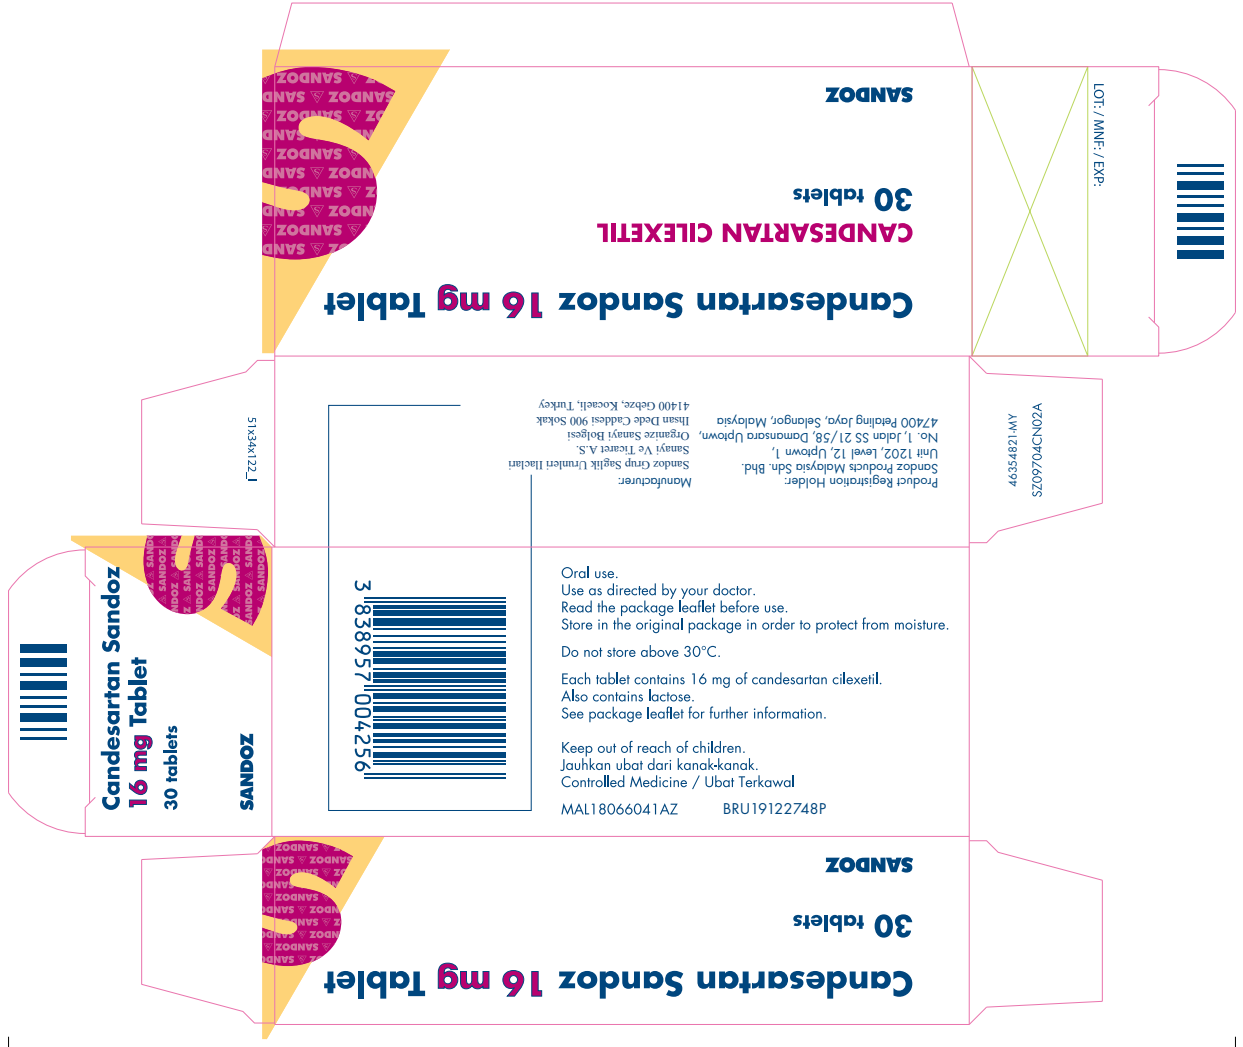 SANDOZ
30 tablets
CANDESARTAN CILEXETIL
Candesartan Sandoz 16 mg Tablet
LOT: / MNF: / EXP:
51x34x122_I
Manufacturer:
Sandoz Grup Saglik Urunleri Ilaclari
Sanayi Ve Ticaret A.S.
Organize Sanayi Bolgesi
Ihsan Dede Caddesi 900 Sokak
41400 Gebze, Kocaeli, Turkey
Product Registration Holder:
Sandoz Products Malaysia Sdn. Bhd.
Unit 1202, Level 12, Uptown 1,
No. 1, Jalan SS 21/58, Damansara Uptown,
47400 Petaling Jaya, Selangor, Malaysia
46354821-MY
SZ09704CN02A
Candesartan Sandoz
16 mg Tablet
30 tablets
SANDOZ
3 838957 004256
Oral use.
Use as directed by your doctor.
Read the package leaflet before use.
Store in the original package in order to protect from moisture.
Do not store above 30°C.
Each tablet contains 16 mg of candesartan cilexetil.
Also contains lactose.
See package leaflet for further information.
Keep out of reach of children.
Jauhkan ubat dari kanak-kanak.
Controlled Medicine / Ubat Terkawal
MAL18066041AZ BRU19122748P
SANDOZ
30 tablets
Candesartan Sandoz 16 mg Tablet